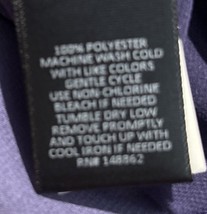 100% POLYESTER
MACHINE WASH COLD
WITH LIKE COLORS
GENTLE CYCLE
USE NON-CHLORINE
BLEACH IF NEEDED
TUMBLE DRY LOW
REMOVE PROMPTLY
AND TOUCH UP WITH
COOL IRON IF NEEDED
RN# 148862